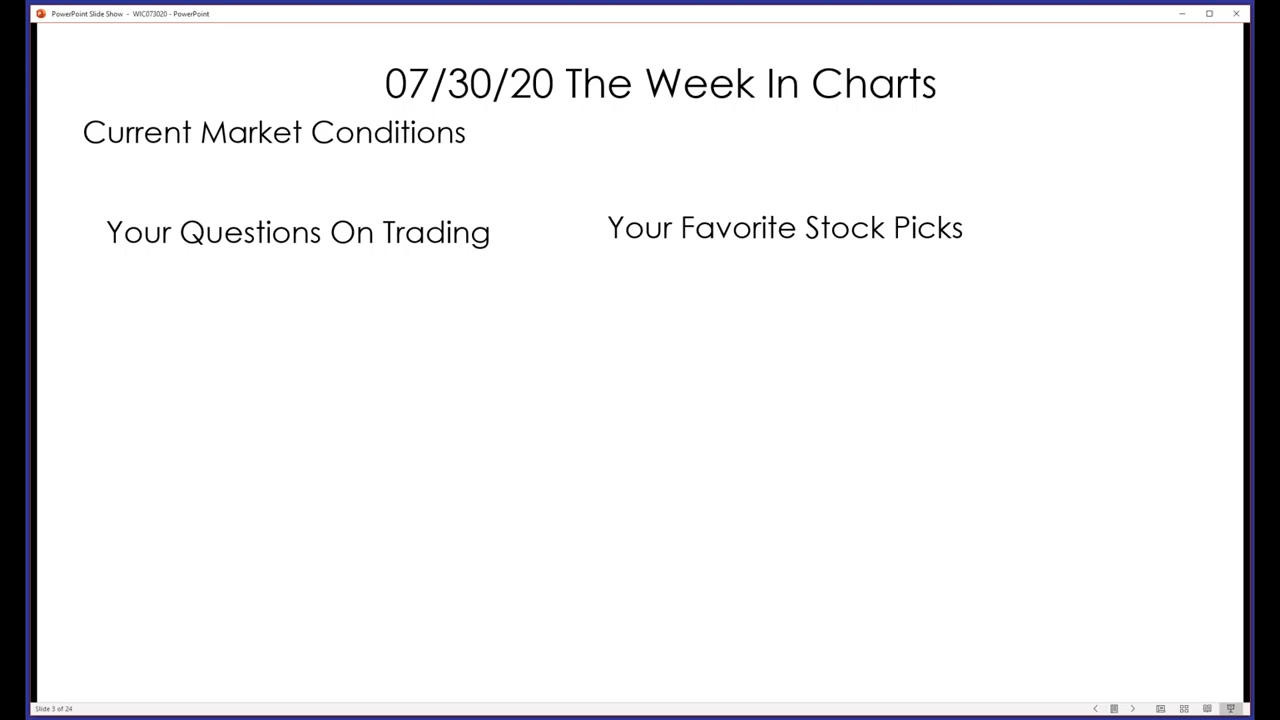 PowerPoint Slide Show - WIC073020 - PowerPoint
07/30/20 The Week In Charts
Current Market Conditions
Your Questions On Trading
Your Favorite Stock Picks
Slide 3 of 24